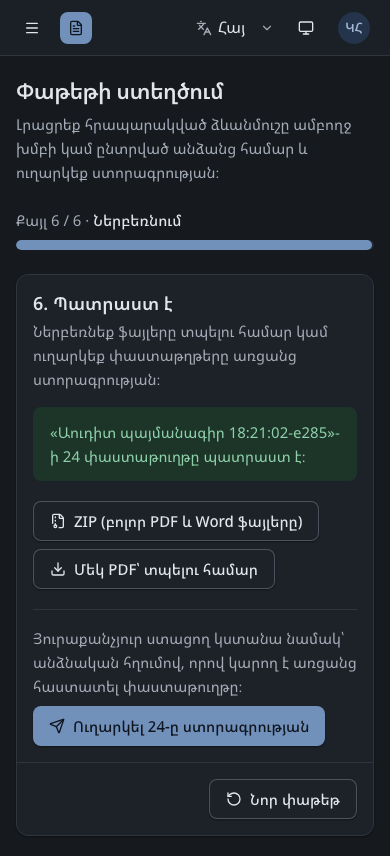 Հայ
ԿՀ
Փաթեթի ստեղծում
Լրացրեք հրապարակված ձևանմուշը ամբողջ
խմբի կամ ընտրված անձանց համար և
ուղարկեք ստորագրության։
Քայլ 6 / 6 · Ներբեռնում
6. Պատրաստ է
Ներբեռնեք ֆայլերը տպելու համար կամ
ուղարկեք փաստաթղթերը առցանց
ստորագրության։
«Աուդիտ պայմանագիր 18:21:02-e285»-
ի 24 փաստաթուղթը պատրաստ է։
ZIP (բոլոր PDF և Word ֆայլերը)
Մեկ PDF՝ տպելու համար
Յուրաքանչյուր ստացող կստանա նամակ՝
անձնական հղումով, որով կարող է առցանց
հաստատել փաստաթուղթը։
Ուղարկել 24-ը ստորագրության
Նոր փաթեթ